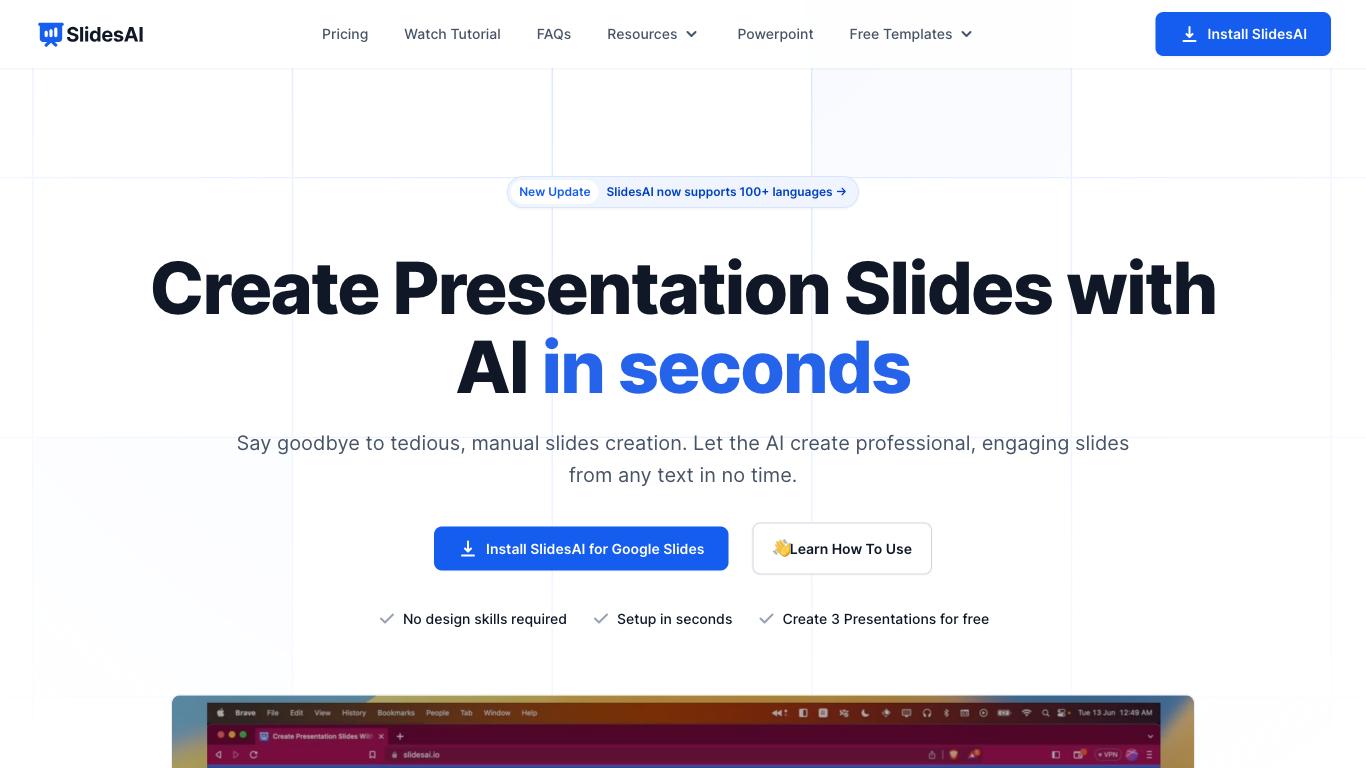 SlidesAI
Pricing
Watch Tutorial
FAQs
Resources
Powerpoint
Free Templates
Install SlidesAI
New Update SlidesAI now supports 100+ languages →
Create Presentation Slides with
AI in seconds
Say goodbye to tedious, manual slides creation. Let the AI create professional, engaging slides
from any text in no time.
Install SlidesAI for Google Slides
👋Learn How To Use
No design skills required
Setup in seconds
Create 3 Presentations for free
Brave File Edit View History Bookmarks People Tab Window Help
Tue 13 Jun 12:49 AM
Create Presentation Slides With
slidesai.io
VPN